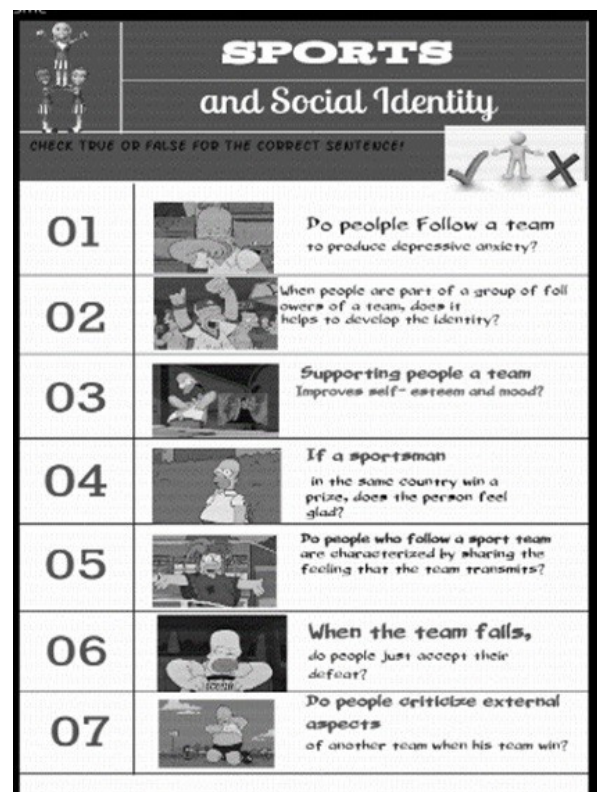 SPORTS
and Social Identity
CHECK TRUE OR FALSE FOR THE CORRECT SENTENCE!
01
Do peolple Follow a team
to produce depressive anxiety?
02
When people are part of a group of foll
owers of a team, does it
helps to develop the identity?
03
Supporting people a team
Improves self- esteem and mood?
04
If a sportsman
in the same country win a
prize, does the person feel
glad?
05
Do people who follow a sport team
are characterized by sharing the
feeling that the team transmits?
06
When the team falls,
do people just accept their
defeat?
07
Do people criticize external
aspects
of another team when his team win?